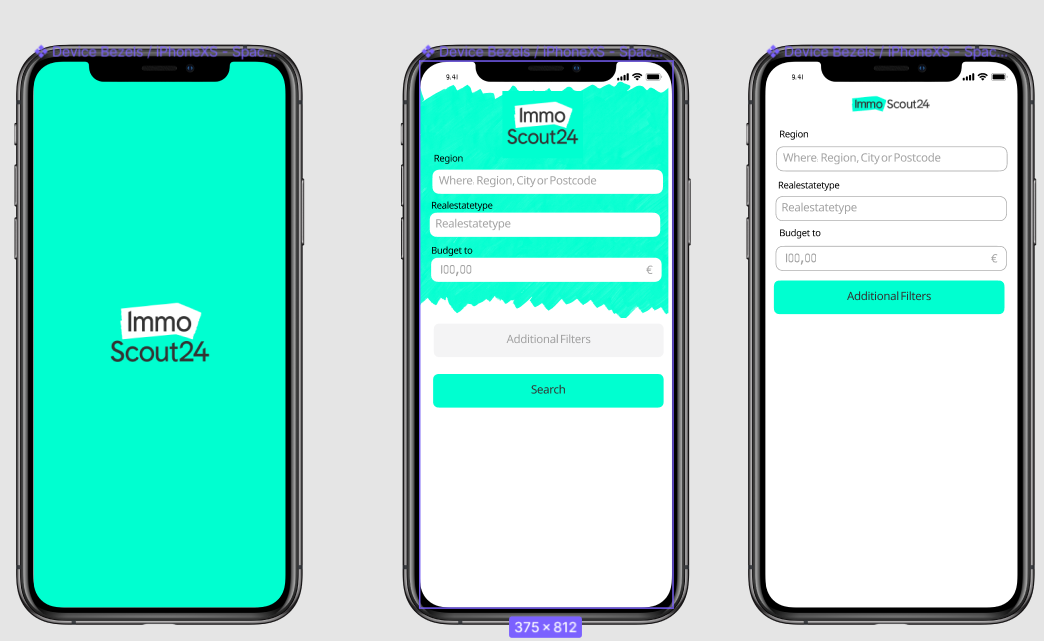 Device Bezels / iPhoneXS - Spac...
Immo
Scout24
Device Bezels / iPhoneXS - Spac...
9:41
Immo
Scout24
Region
Where. Region, City or Postcode
Realestatetype
Realestatetype
Budget to
100,00 €
Additional Filters
Search
375 × 812
Device Bezels / iPhoneXS - Spac...
9:41
Immo Scout24
Region
Where. Region, City or Postcode
Realestatetype
Realestatetype
Budget to
100,00 €
Additional Filters